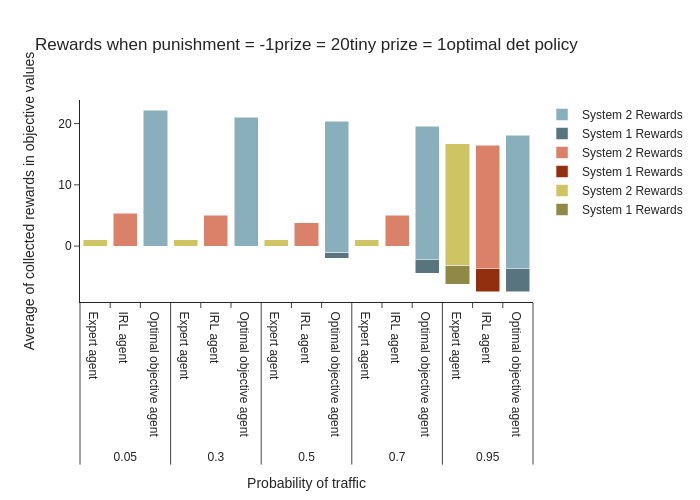 Rewards when punishment = -1prize = 20tiny prize = 1optimal det policy
Average of collected rewards in objective values
20
10
0
System 2 Rewards
System 1 Rewards
System 2 Rewards
System 1 Rewards
System 2 Rewards
System 1 Rewards
Expert agent
IRL agent
Optimal objective agent
Expert agent
IRL agent
Optimal objective agent
Expert agent
IRL agent
Optimal objective agent
Expert agent
IRL agent
Optimal objective agent
Expert agent
IRL agent
Optimal objective agent
0.05
0.3
0.5
0.7
0.95
Probability of traffic